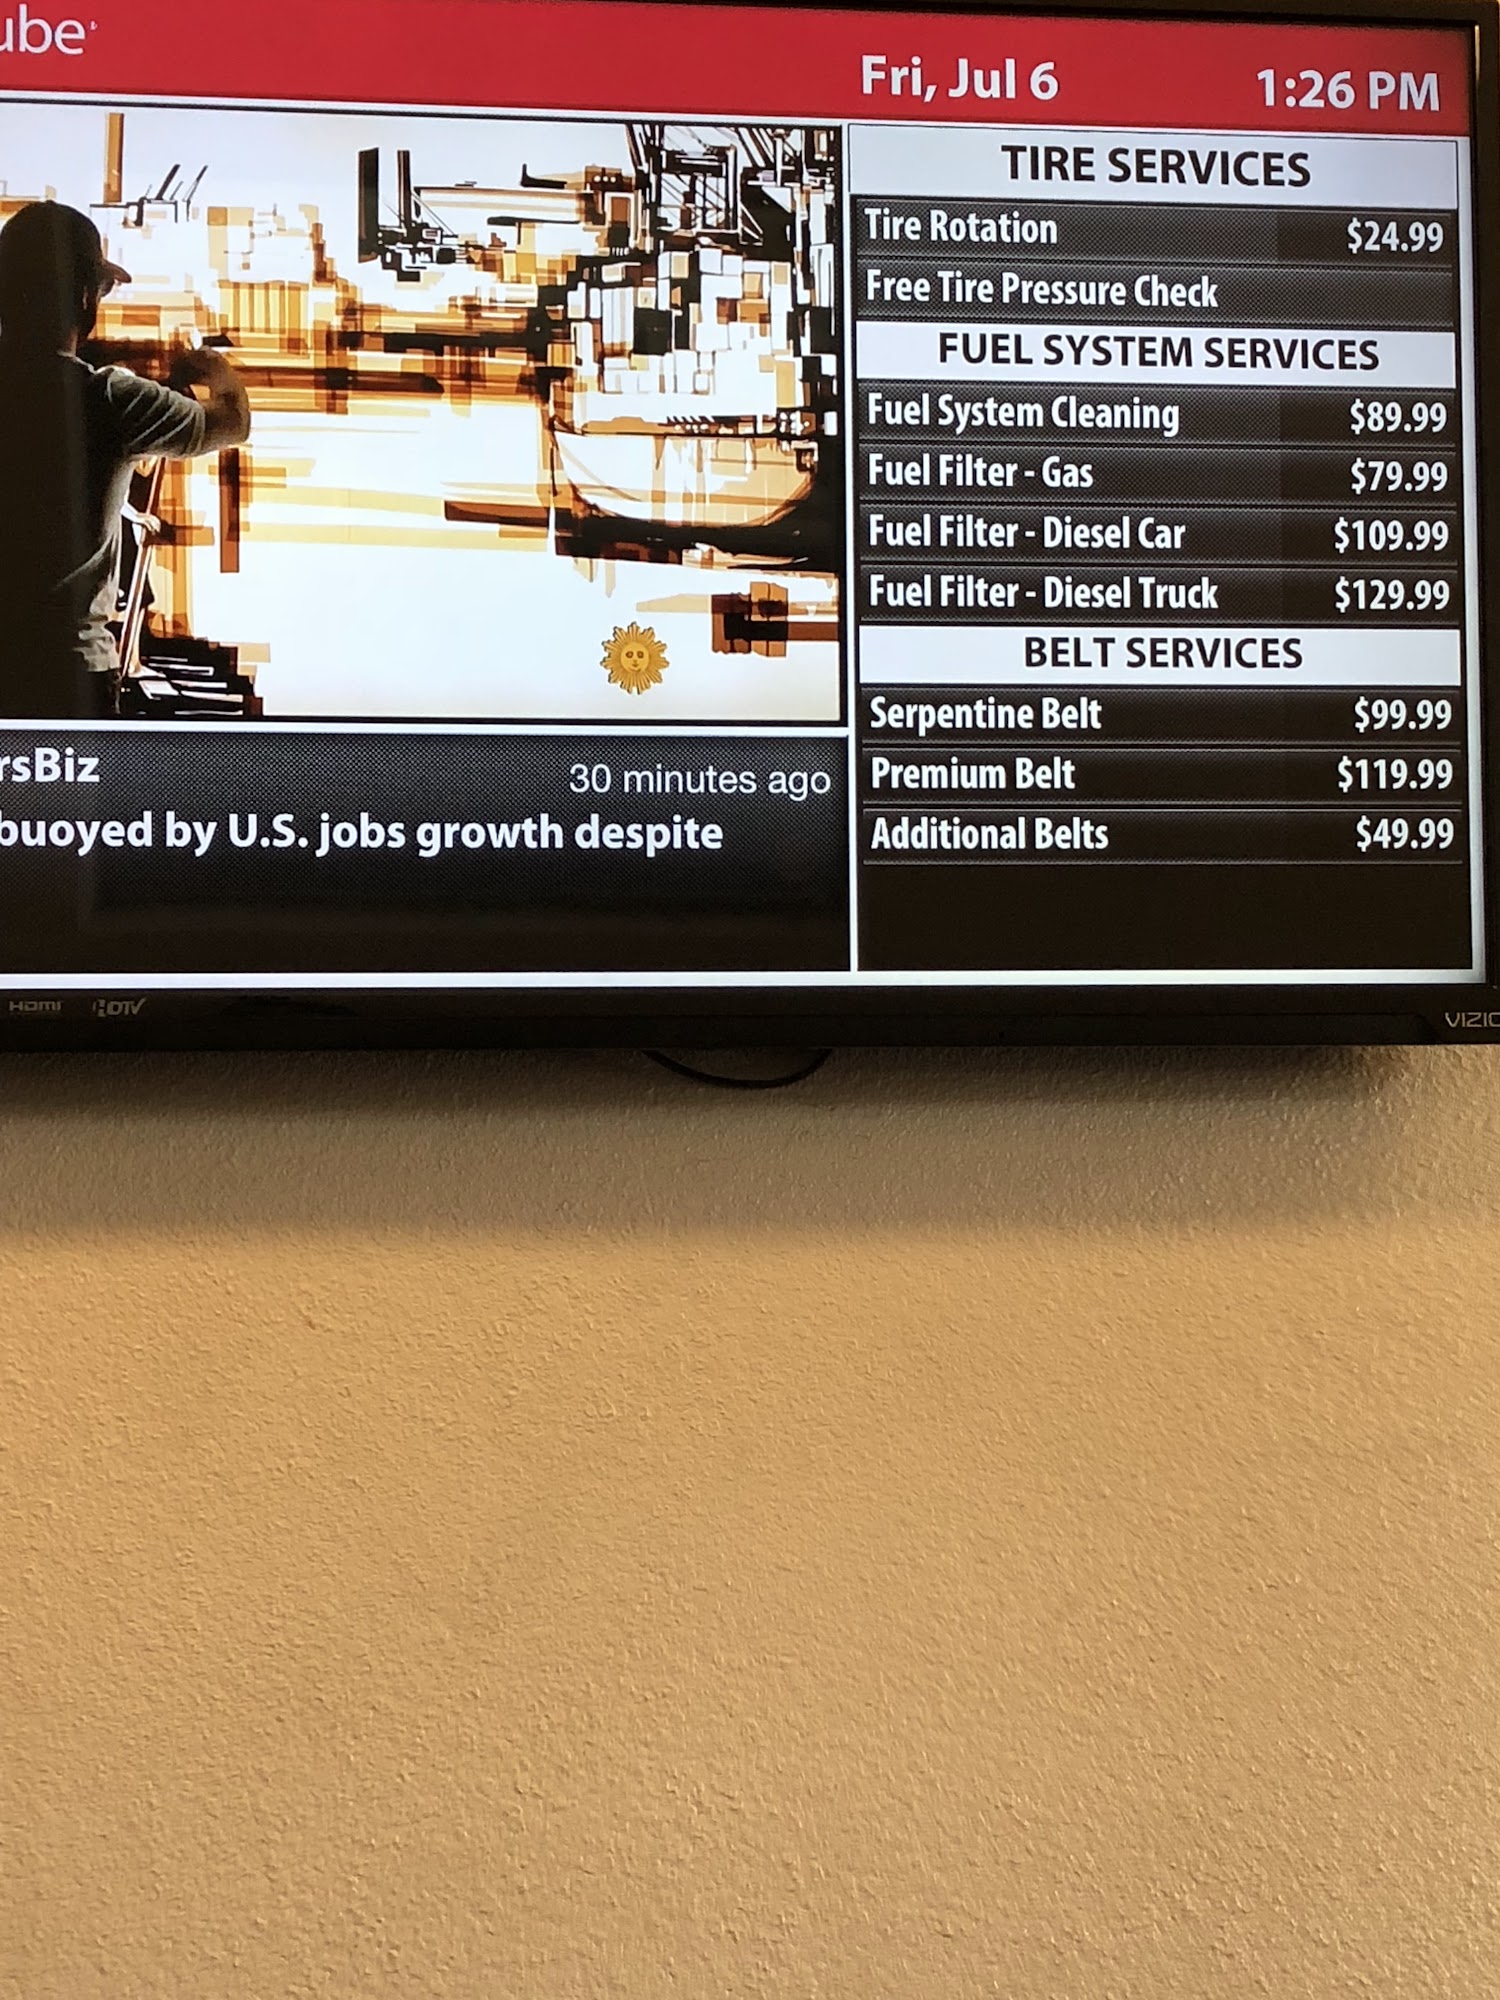 ube
Fri, Jul 6
1:26 PM
TIRE SERVICES
Tire Rotation $24.99
Free Tire Pressure Check
FUEL SYSTEM SERVICES
Fuel System Cleaning $89.99
Fuel Filter - Gas $79.99
Fuel Filter - Diesel Car $109.99
Fuel Filter - Diesel Truck $129.99
BELT SERVICES
Serpentine Belt $99.99
Premium Belt $119.99
Additional Belts $49.99
rsBiz
30 minutes ago
buoyed by U.S. jobs growth despite
HDMI HDTV
VIZIO